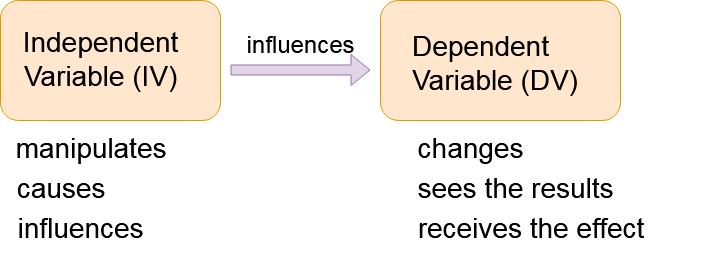 Independent
Variable (IV)
influences
Dependent
Variable (DV)
manipulates
causes
influences
changes
sees the results
receives the effect